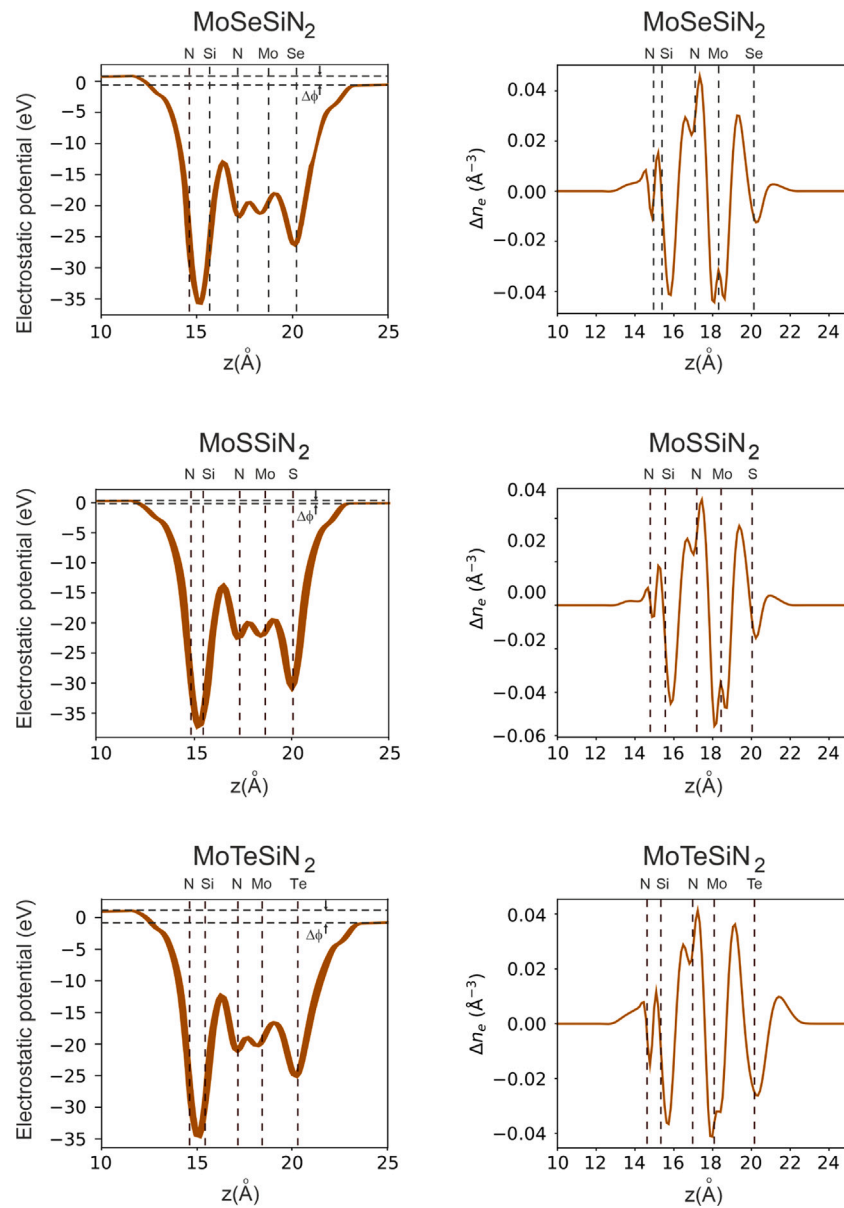 MoSeSiN2
N Si N Mo Se
Electrostatic potential (eV)
0
−5
−10
−15
−20
−25
−30
−35
Δϕ
10 15 20 25
z(Å)
N Si N Mo Se
Δne (Å−3)
0.04
0.02
0.00
−0.02
−0.04
10 12 14 16 18 20 22 24
z(Å)
MoSeSiN2
MoSSiN2
N Si N Mo S
Electrostatic potential (eV)
0
−5
−10
−15
−20
−25
−30
−35
Δϕ
10 15 20 25
z(Å)
MoSSiN2
N Si N Mo S
Δne (Å−3)
0.04
0.02
0.00
−0.02
−0.04
−0.06
10 12 14 16 18 20 22 24
z(Å)
MoTeSiN2
N Si N Mo Te
Electrostatic potential (eV)
0
−5
−10
−15
−20
−25
−30
−35
Δϕ
10 15 20 25
z(Å)
MoTeSiN2
N Si N Mo Te
Δne (Å−3)
0.04
0.02
0.00
−0.02
−0.04
10 12 14 16 18 20 22 24
z(Å)